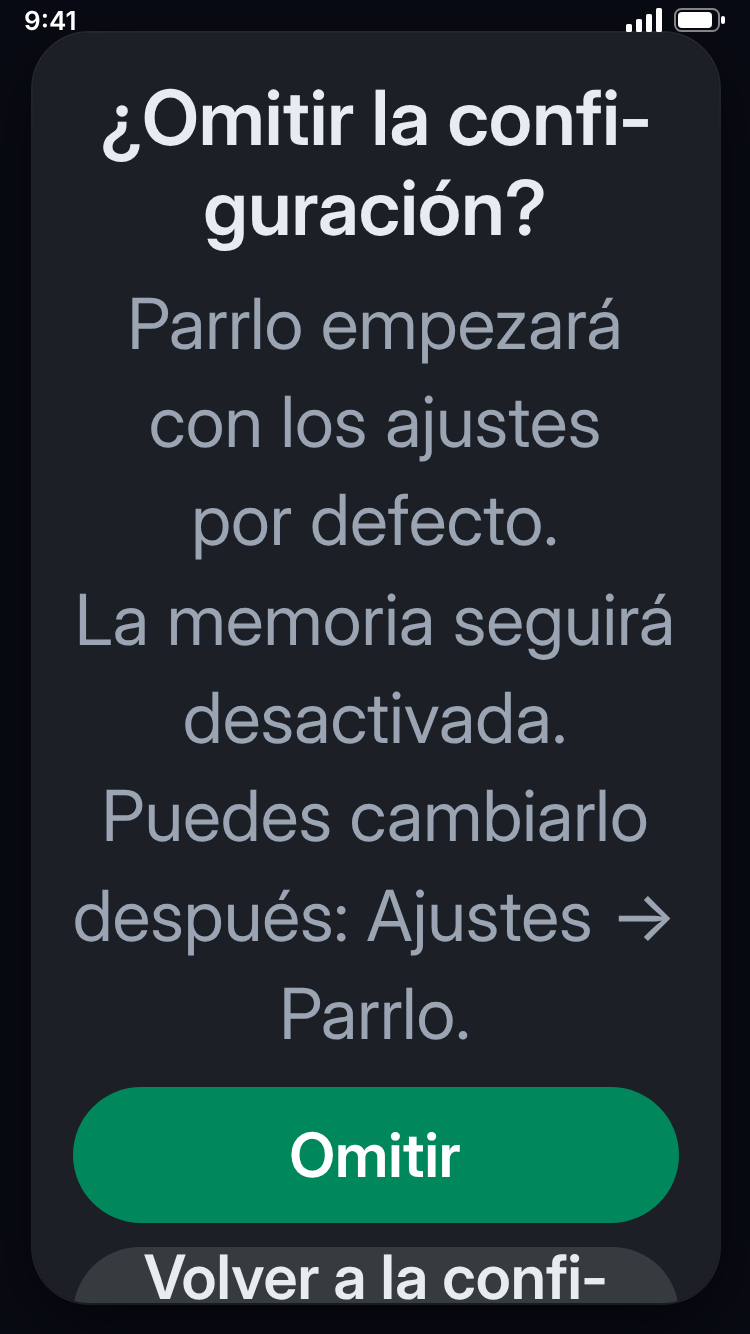 9:41
¿Omitir la confi-
guración?
Parrlo empezará
con los ajustes
por defecto.
La memoria seguirá
desactivada.
Puedes cambiarlo
después: Ajustes →
Parrlo.
Omitir
Volver a la confi-